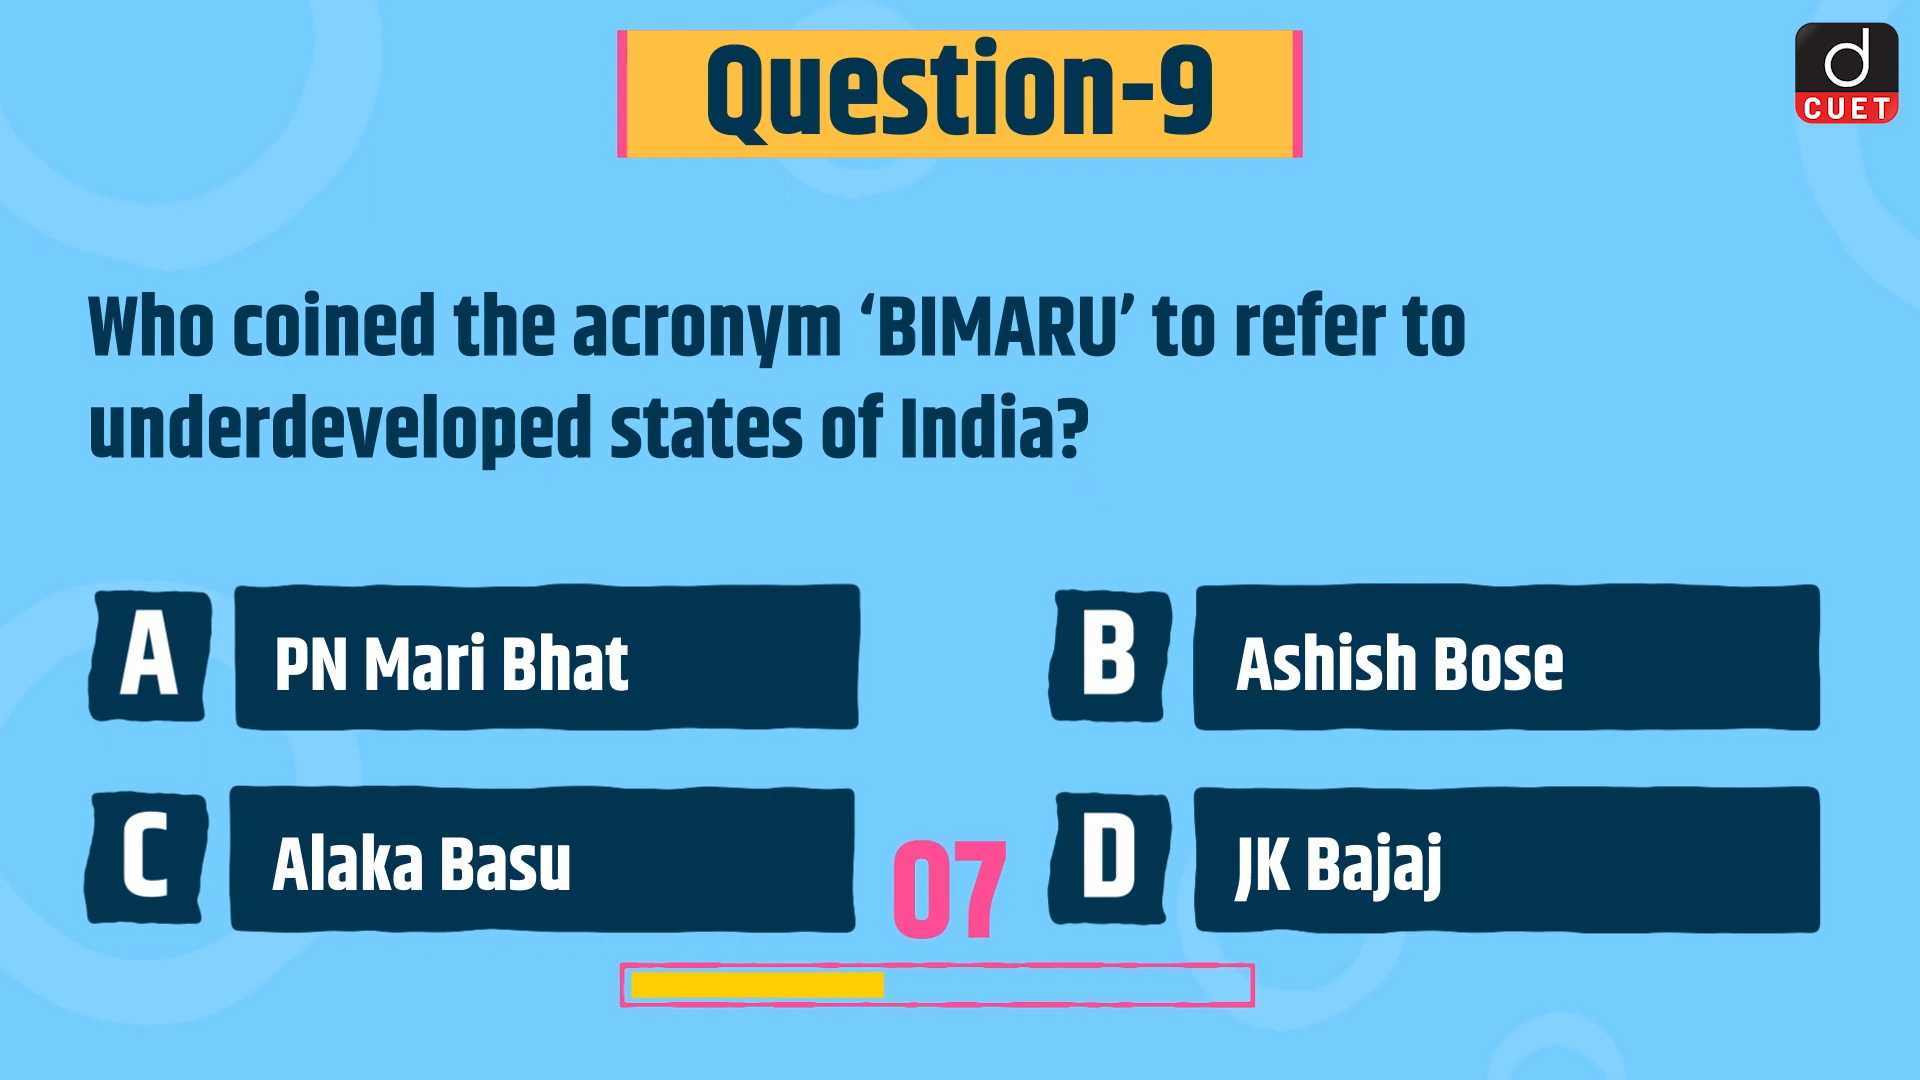 Question-9
d
CUET
Who coined the acronym ‘BIMARU’ to refer to
underdeveloped states of India?
A PN Mari Bhat
B Ashish Bose
C Alaka Basu
D JK Bajaj
07